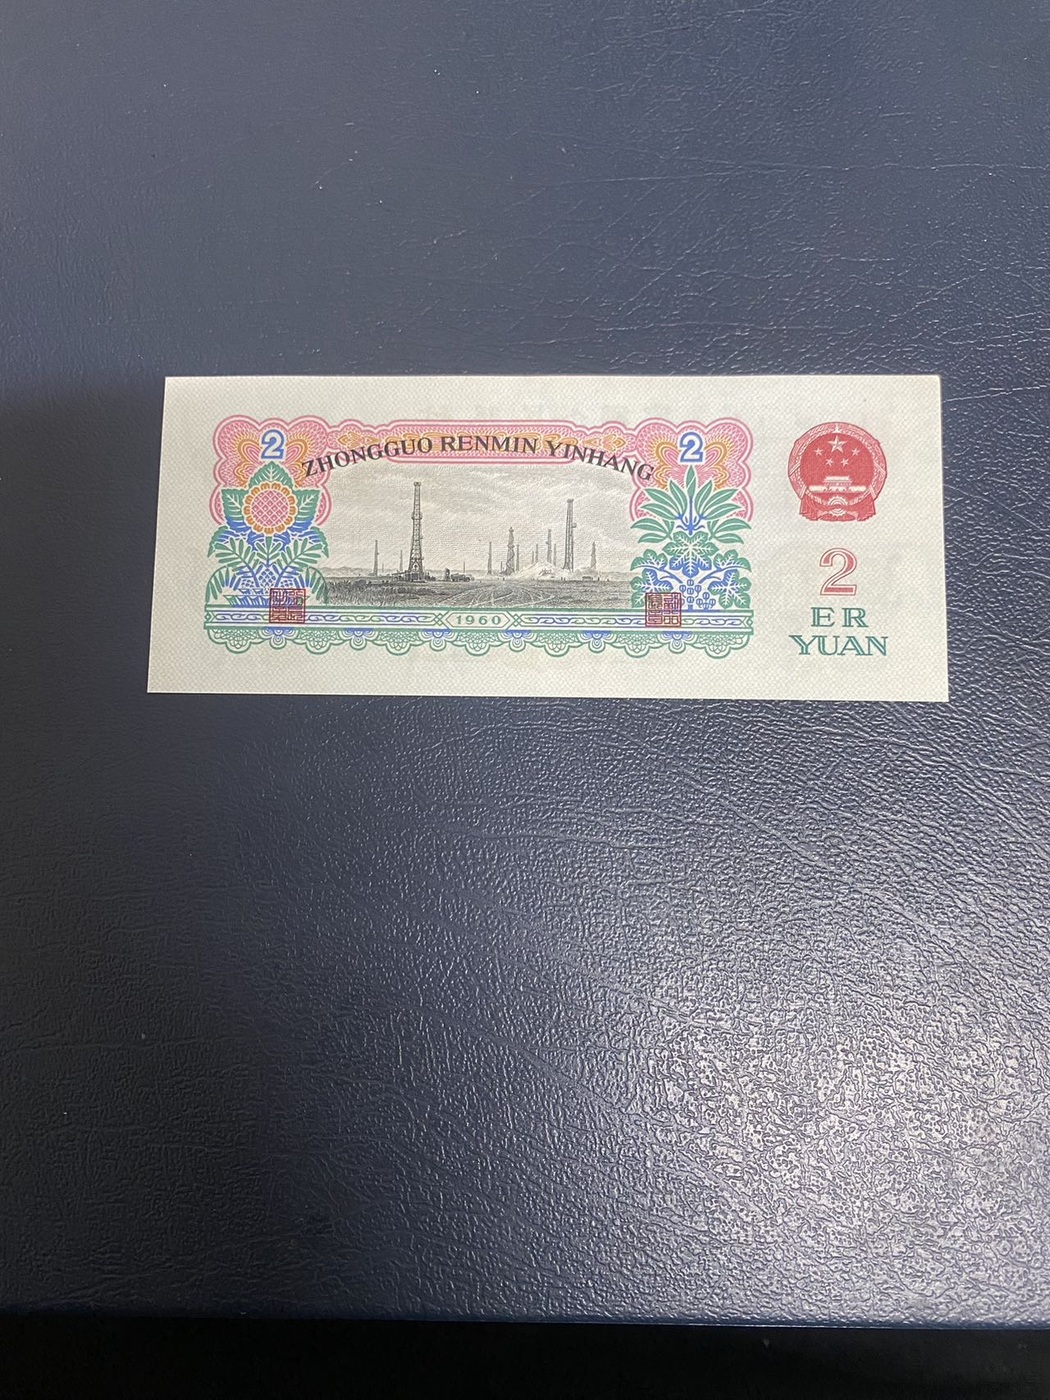 ZHONGGUO RENMIN YINHANG
2
2
2
ER
YUAN
1960